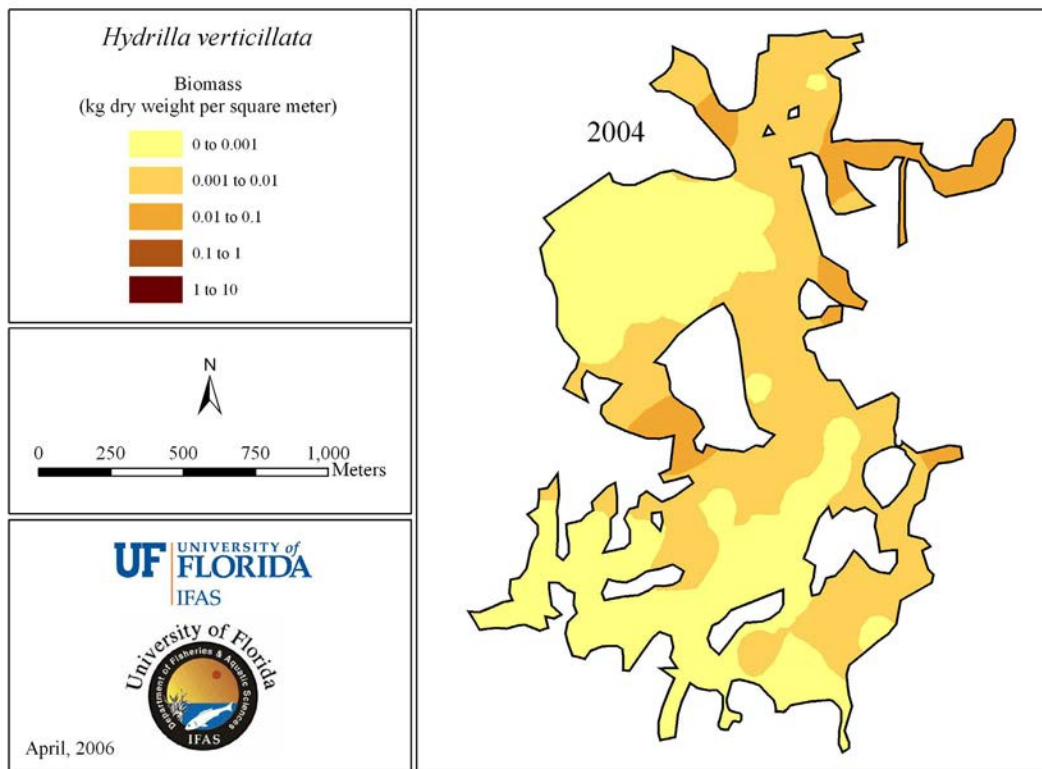 Hydrilla verticillata
Biomass
(kg dry weight per square meter)
0 to 0.001
0.001 to 0.01
0.01 to 0.1
0.1 to 1
1 to 10
N
0 250 500 750 1,000
Meters
UF UNIVERSITY of
FLORIDA
IFAS
University of Florida
Department of Fisheries & Aquatic Sciences
IFAS
April, 2006
2004